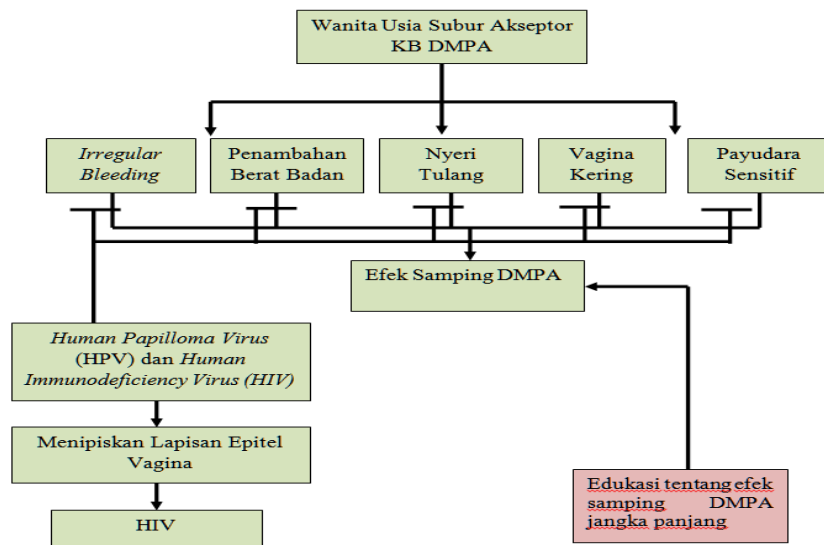 Wanita Usia Subur Akseptor
KB DMPA
Irregular
Bleeding
Penambahan
Berat Badan
Nyeri
Tulang
Vagina
Kering
Payudara
Sensitif
Efek Samping DMPA
Human Papilloma Virus
(HPV) dan Human
Immunodeficiency Virus (HIV)
Menipiskan Lapisan Epitel
Vagina
HIV
Edukasi tentang efek
samping DMPA
jangka panjang